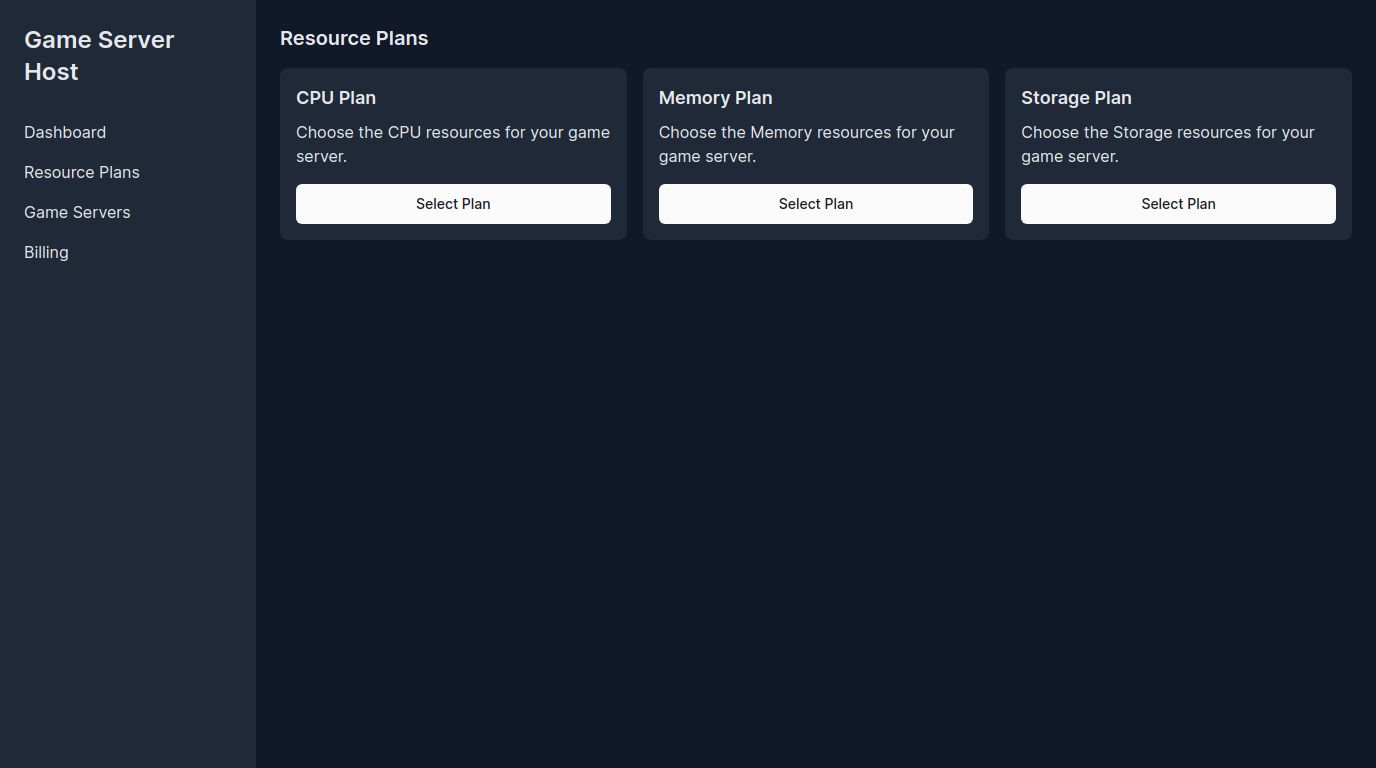 Game Server
Host
Dashboard
Resource Plans
Game Servers
Billing
Resource Plans
CPU Plan
Choose the CPU resources for your game
server.
Select Plan
Memory Plan
Choose the Memory resources for your
game server.
Select Plan
Storage Plan
Choose the Storage resources for your
game server.
Select Plan